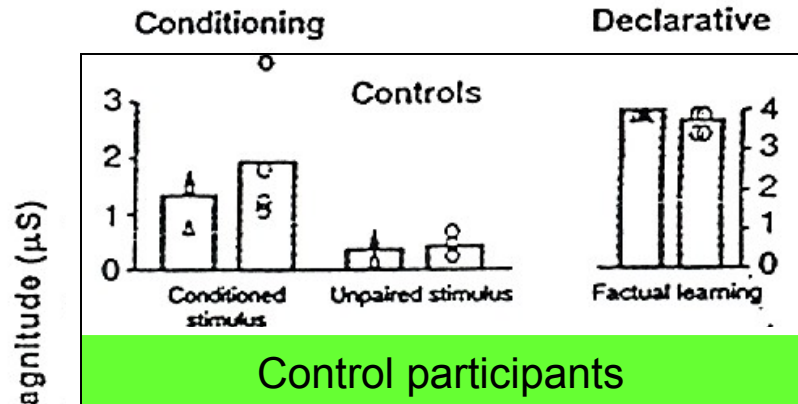 Conditioning
Declarative
Controls
3
2
1
0
4
3
2
1
0
Conditioned
stimulus
Unpaired stimulus
Factual learning
agnitude (μS)
Control participants